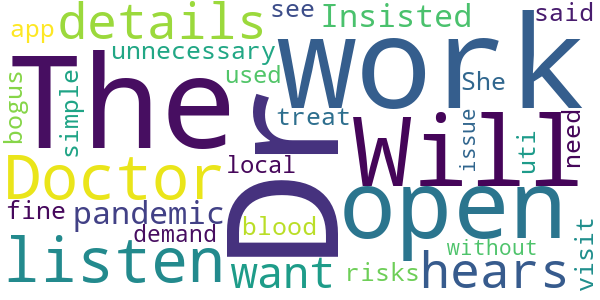 app
details
see
Insisted
said
The
unnecessary
Dr
work
bogus
simple
used
She
treat
Will
issue
need
uti
Doctor
local
open
fine
pandemic
demand
blood
listen
want
risks
hears
without
visit